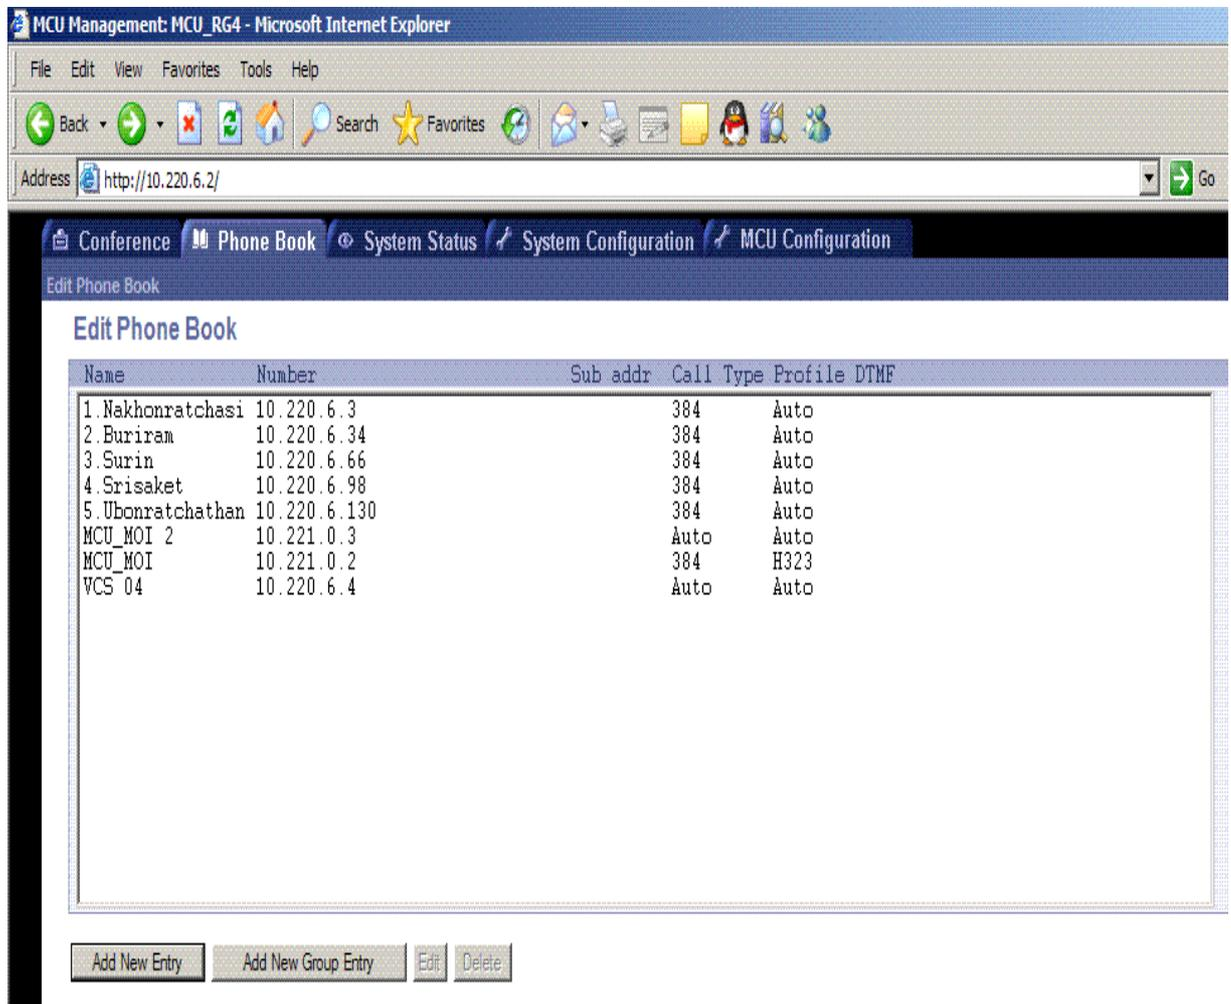 MCU Management: MCU_RG4 - Microsoft Internet Explorer
File Edit View Favorites Tools Help
Back Search Favorites
Address http://10.220.6.2/ Go
Conference Phone Book System Status System Configuration MCU Configuration
Edit Phone Book
Edit Phone Book
Name Number Sub addr Call Type Profile DTMF
1.Nakhonratchasi 10.220.6.3 384 Auto
2.Buriram 10.220.6.34 384 Auto
3.Surin 10.220.6.66 384 Auto
4.Srisaket 10.220.6.98 384 Auto
5.Ubonratchathan 10.220.6.130 384 Auto
MCU_MOI 2 10.221.0.3 Auto Auto
MCU_MOI 10.221.0.2 384 H323
VCS 04 10.220.6.4 Auto Auto
Add New Entry Add New Group Entry Edit Delete